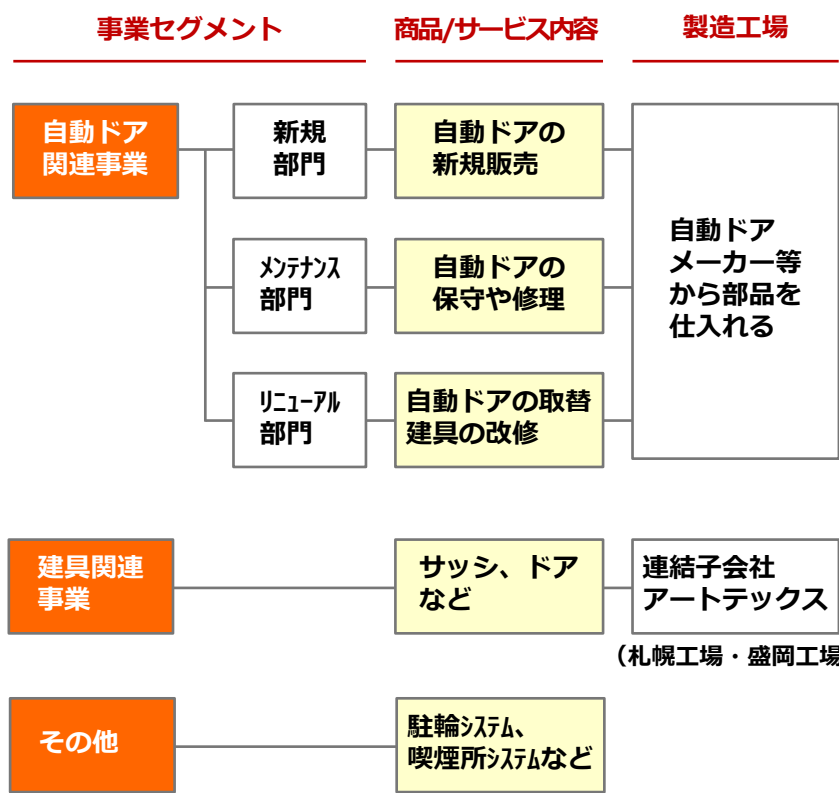 事業セグメント
商品/サービス内容
製造工場
自動ドア
関連事業
新規
部門
自動ドアの
新規販売
メンテナンス
部門
自動ドアの
保守や修理
リニューアル
部門
自動ドアの取替
建具の改修
自動ドア
メーカー等
から部品を
仕入れる
建具関連
事業
サッシ、ドア
など
連結子会社
アートテックス
（札幌工場・盛岡工場
その他
駐輪システム、
喫煙所システムなど